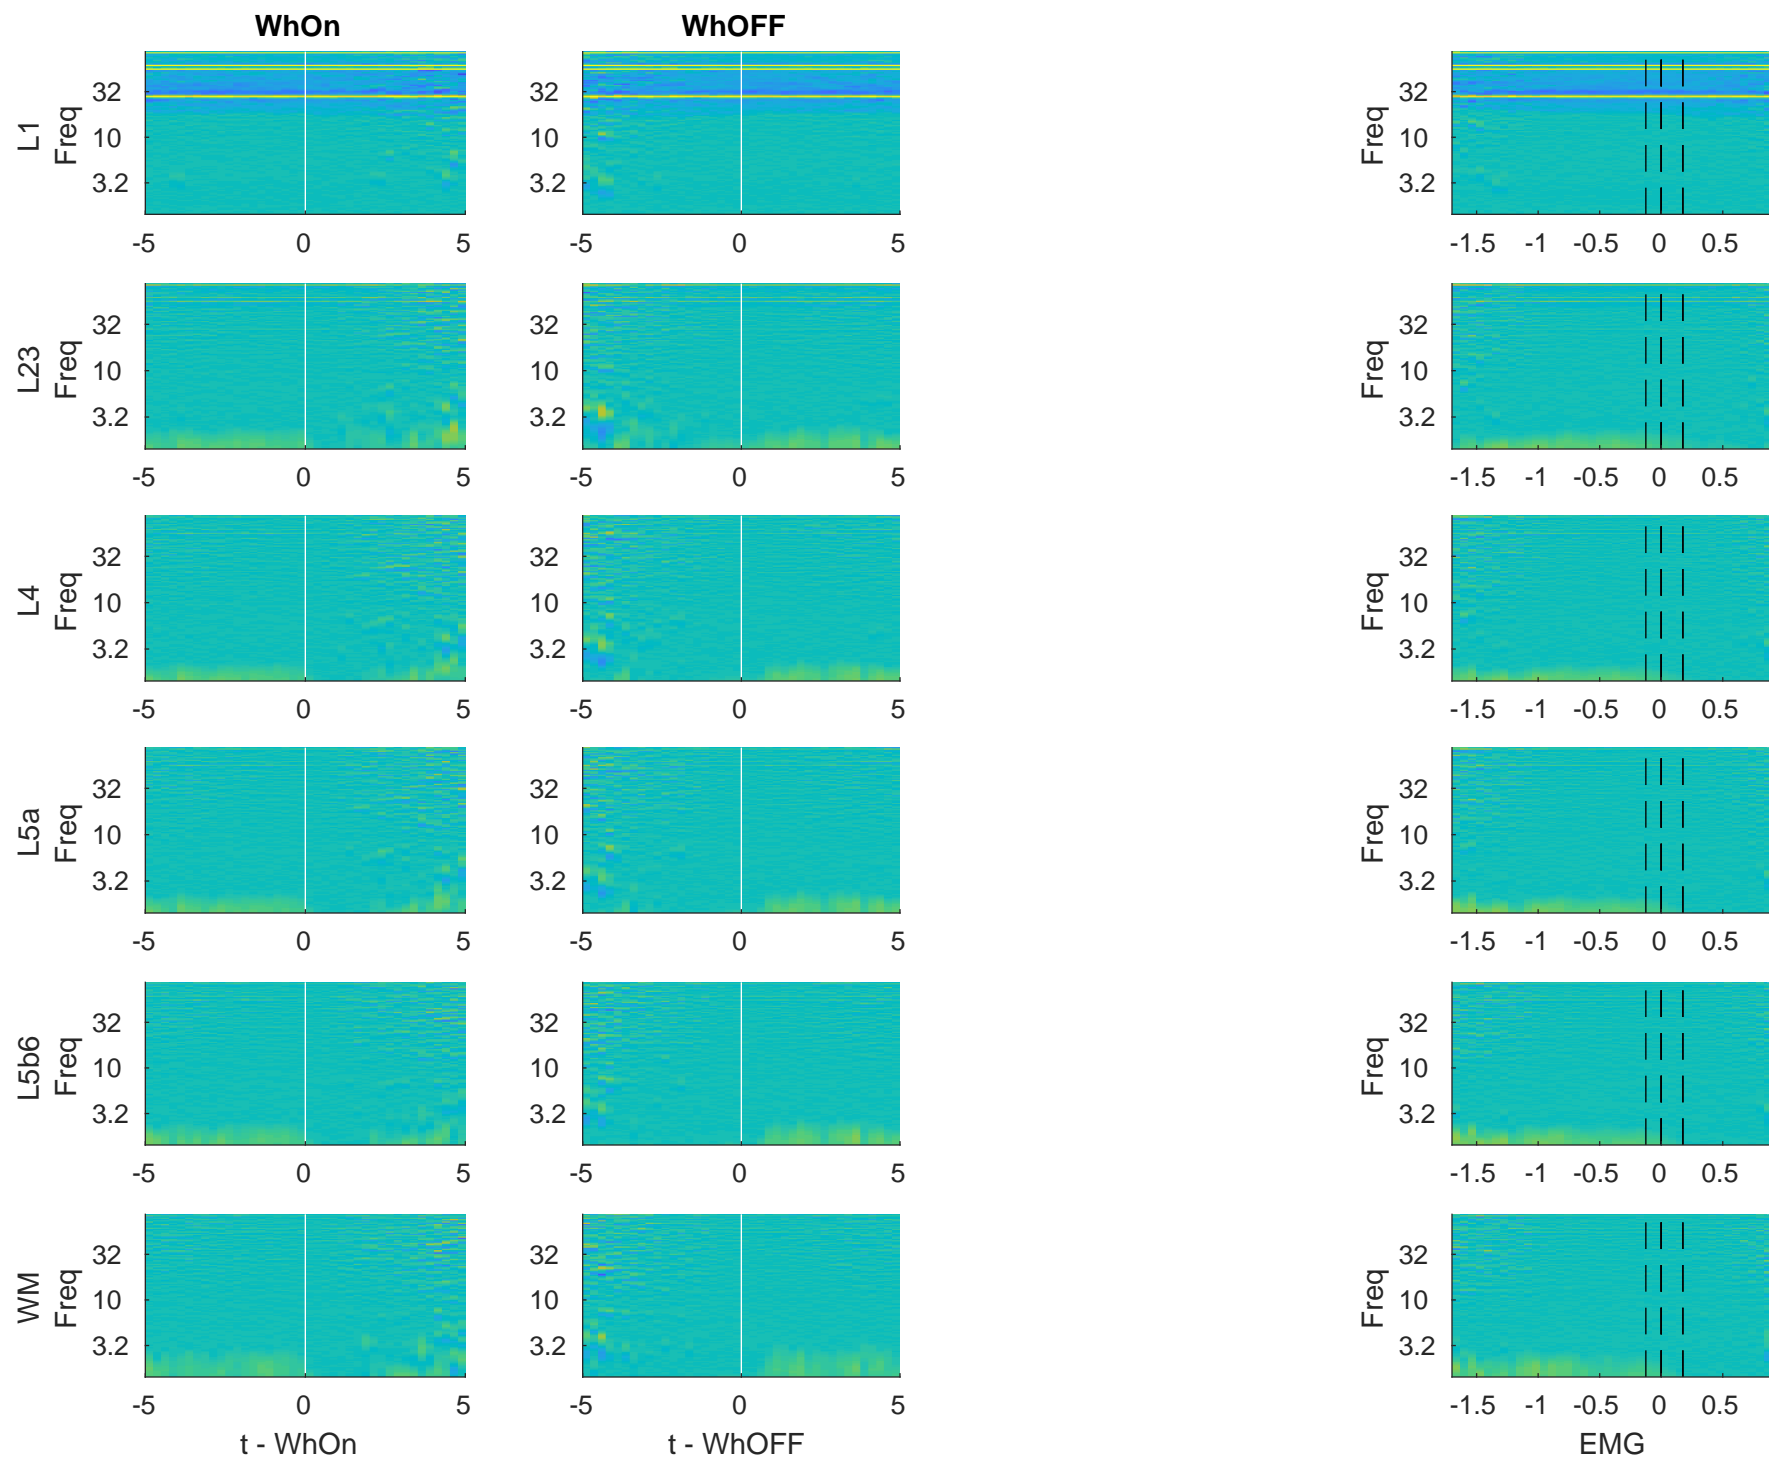 WhOn WhOFF
L1 Freq 32 10 3.2 32 10 3.2 Freq 32 10 3.2
-5 0 5 -5 0 5 -1.5 -1 -0.5 0 0.5
L23 Freq 32 10 3.2 32 10 3.2 Freq 32 10 3.2
-5 0 5 -5 0 5 -1.5 -1 -0.5 0 0.5
L4 Freq 32 10 3.2 32 10 3.2 Freq 32 10 3.2
-5 0 5 -5 0 5 -1.5 -1 -0.5 0 0.5
L5a Freq 32 10 3.2 32 10 3.2 Freq 32 10 3.2
-5 0 5 -5 0 5 -1.5 -1 -0.5 0 0.5
L5b6 Freq 32 10 3.2 32 10 3.2 Freq 32 10 3.2
-5 0 5 -5 0 5 -1.5 -1 -0.5 0 0.5
WM Freq 32 10 3.2 32 10 3.2 Freq 32 10 3.2
-5 0 5 -5 0 5 -1.5 -1 -0.5 0 0.5
t - WhOn t - WhOFF EMG